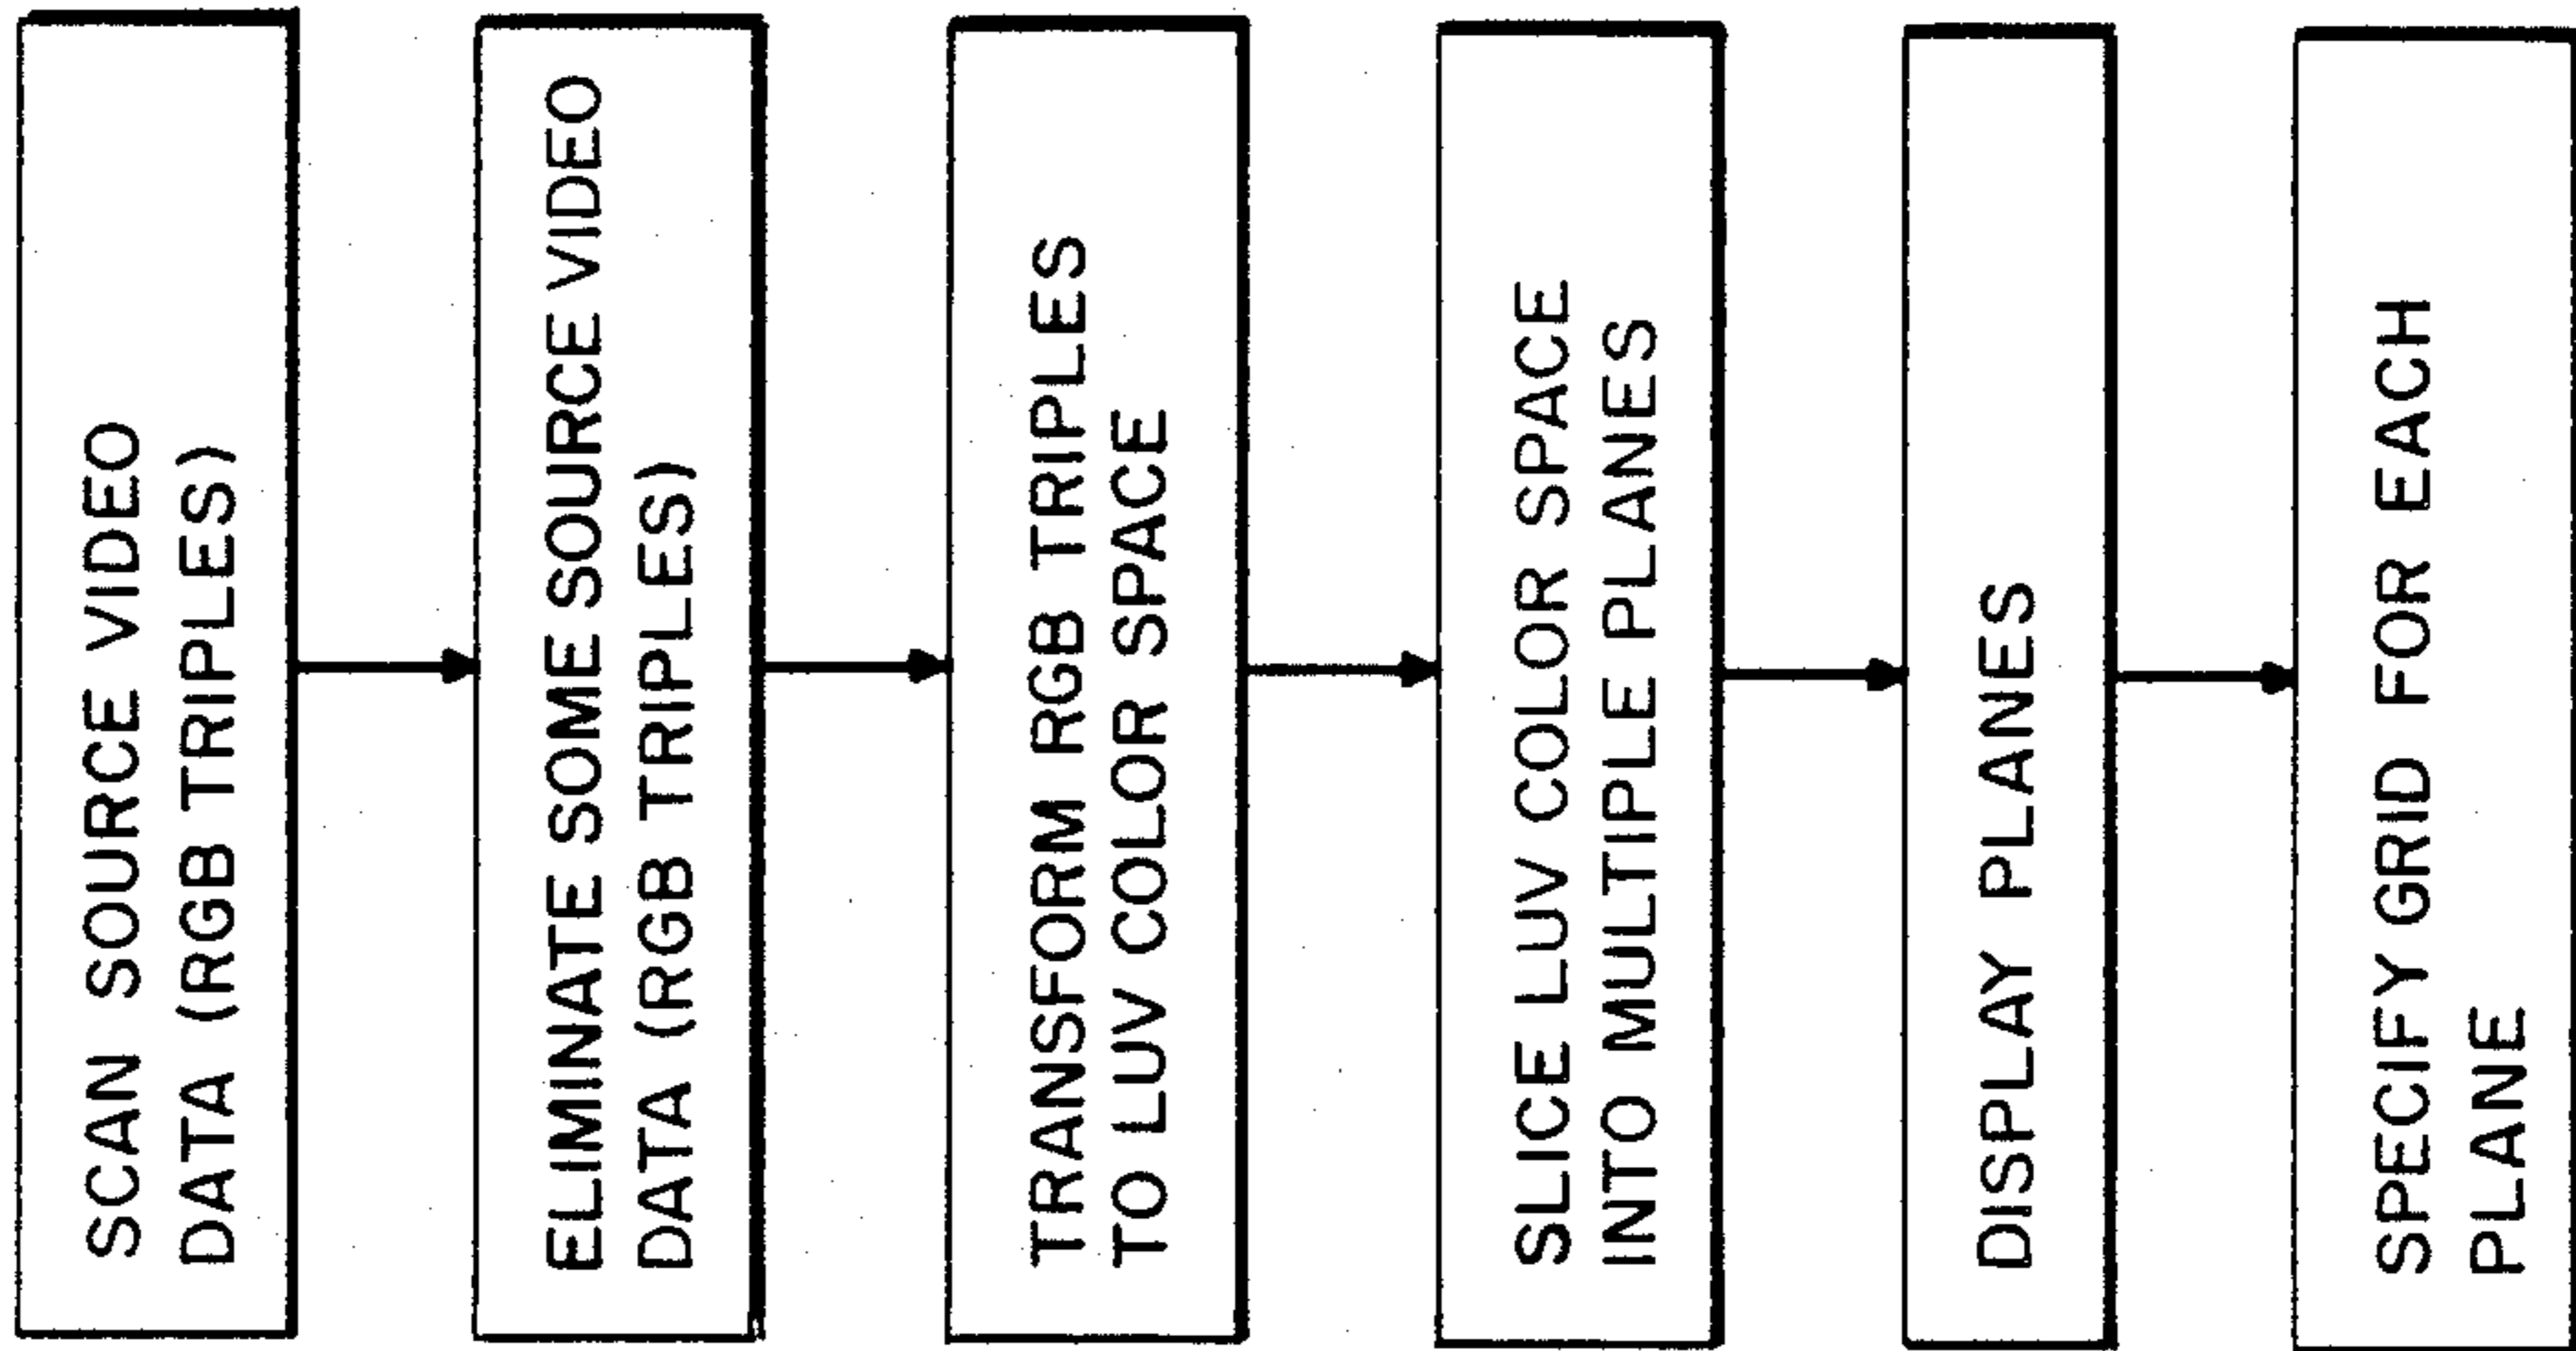 SCAN SOURCE VIDEO
DATA (RGB TRIPLES)
ELIMINATE SOME SOURCE VIDEO
DATA (RGB TRIPLES)
TRANSFORM RGB TRIPLES
TO LUV COLOR SPACE
SLICE LUV COLOR SPACE
INTO MULTIPLE PLANES
DISPLAY PLANES
SPECIFY GRID FOR EACH
PLANE